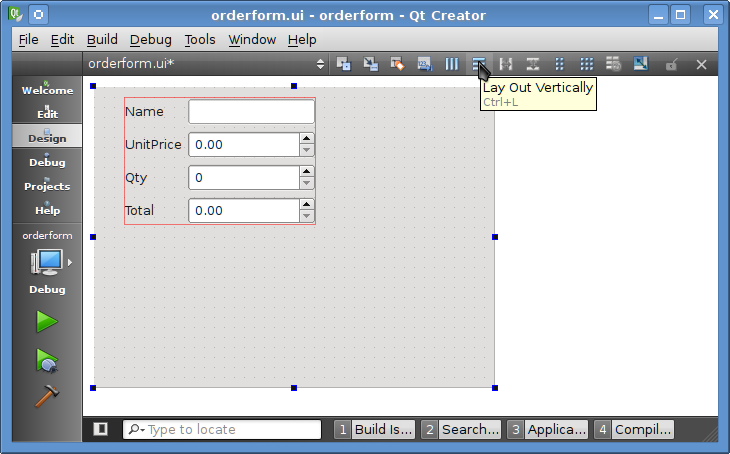 orderform.ui - orderform - Qt Creator
File Edit Build Debug Tools Window Help
orderform.ui*
Lay Out Vertically
Ctrl+L
Welcome
Edit
Design
Debug
Projects
Help
orderform
Debug
Name
UnitPrice 0.00
Qty 0
Total 0.00
Type to locate
1 Build Is...
2 Search...
3 Applica...
4 Compil...